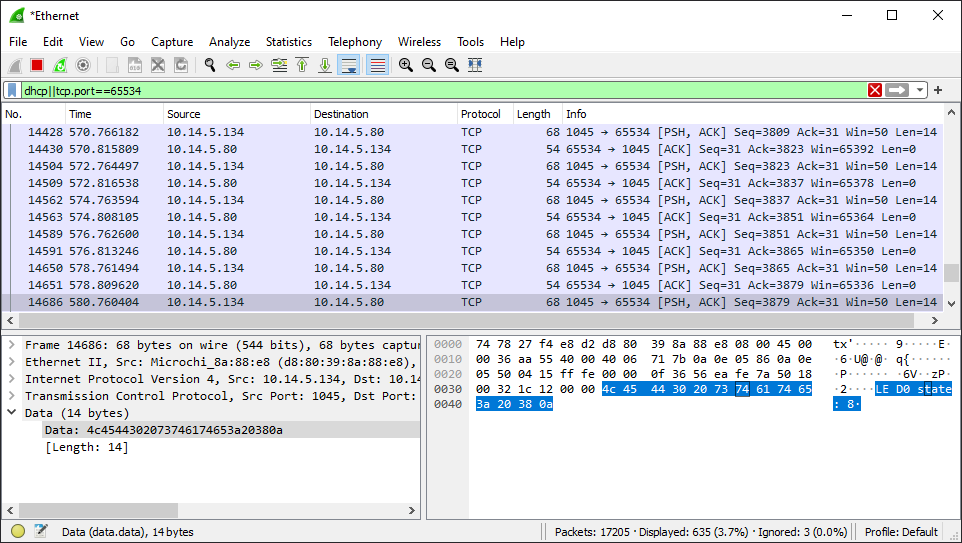 *Ethernet
File Edit View Go Capture Analyze Statistics Telephony Wireless Tools Help
dhcp||tcp.port==65534
No. Time Source Destination Protocol Length Info
14428 570.766182 10.14.5.134 10.14.5.80 TCP 68 1045 → 65534 [PSH, ACK] Seq=3809 Ack=31 Win=50 Len=14
14430 570.815809 10.14.5.80 10.14.5.134 TCP 54 65534 → 1045 [ACK] Seq=31 Ack=3823 Win=65392 Len=0
14504 572.764497 10.14.5.134 10.14.5.80 TCP 68 1045 → 65534 [PSH, ACK] Seq=3823 Ack=31 Win=50 Len=14
14509 572.816538 10.14.5.80 10.14.5.134 TCP 54 65534 → 1045 [ACK] Seq=31 Ack=3837 Win=65378 Len=0
14562 574.763594 10.14.5.134 10.14.5.80 TCP 68 1045 → 65534 [PSH, ACK] Seq=3837 Ack=31 Win=50 Len=14
14563 574.808105 10.14.5.80 10.14.5.134 TCP 54 65534 → 1045 [ACK] Seq=31 Ack=3851 Win=65364 Len=0
14589 576.762600 10.14.5.134 10.14.5.80 TCP 68 1045 → 65534 [PSH, ACK] Seq=3851 Ack=31 Win=50 Len=14
14591 576.813246 10.14.5.80 10.14.5.134 TCP 54 65534 → 1045 [ACK] Seq=31 Ack=3865 Win=65350 Len=0
14650 578.761494 10.14.5.134 10.14.5.80 TCP 68 1045 → 65534 [PSH, ACK] Seq=3865 Ack=31 Win=50 Len=14
14651 578.809620 10.14.5.80 10.14.5.134 TCP 54 65534 → 1045 [ACK] Seq=31 Ack=3879 Win=65336 Len=0
14686 580.760404 10.14.5.134 10.14.5.80 TCP 68 1045 → 65534 [PSH, ACK] Seq=3879 Ack=31 Win=50 Len=14
Frame 14686: 68 bytes on wire (544 bits), 68 bytes captur
Ethernet II, Src: Microchi_8a:88:e8 (d8:80:39:8a:88:e8),
Internet Protocol Version 4, Src: 10.14.5.134, Dst: 10.14
Transmission Control Protocol, Src Port: 1045, Dst Port:
Data (14 bytes)
Data: 4c4544302073746174653a20380a
[Length: 14]
0000 74 78 27 f4 e8 d2 d8 80 39 8a 88 e8 08 00 45 00 tx'·····9·····E·
0010 00 36 aa 55 40 00 40 06 71 7b 0a 0e 05 86 0a 0e ·6·U@·@·q{······
0020 05 50 04 15 ff fe 00 00 0f 36 56 ea fe 7a 50 18 ·P·······6V··zP·
0030 00 32 1c 12 00 00 4c 45 44 30 20 73 74 61 74 65 ·2····LED0 state
0040 3a 20 38 0a : 8·
Data (data.data), 14 bytes Packets: 17205 · Displayed: 635 (3.7%) · Ignored: 3 (0.0%) Profile: Default